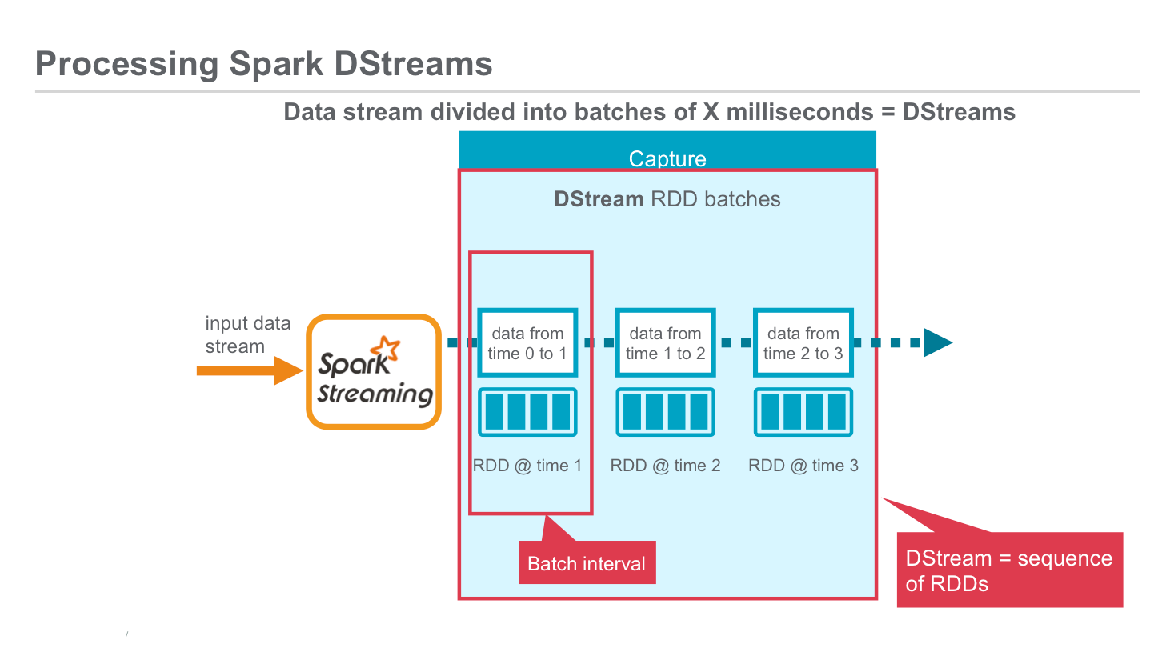 Processing Spark DStreams
Data stream divided into batches of X milliseconds = DStreams
Capture
DStream RDD batches
input data
stream
Spark
Streaming
data from
time 0 to 1
data from
time 1 to 2
data from
time 2 to 3
RDD @ time 1
RDD @ time 2
RDD @ time 3
Batch interval
DStream = sequence
of RDDs
/